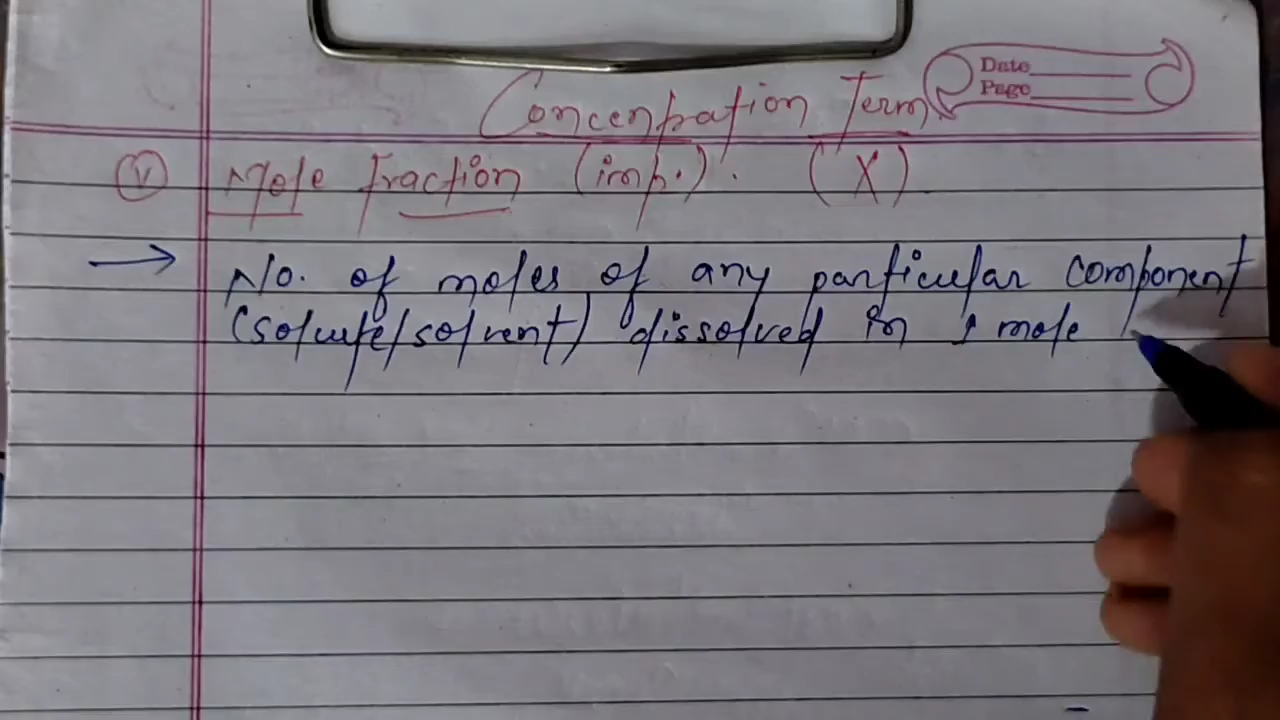 Date
Page
Concentration Term
(v) Mole fraction (imp.). (X)
→ No. of moles of any particular component
(solute/solvent) dissolved in 1 mole